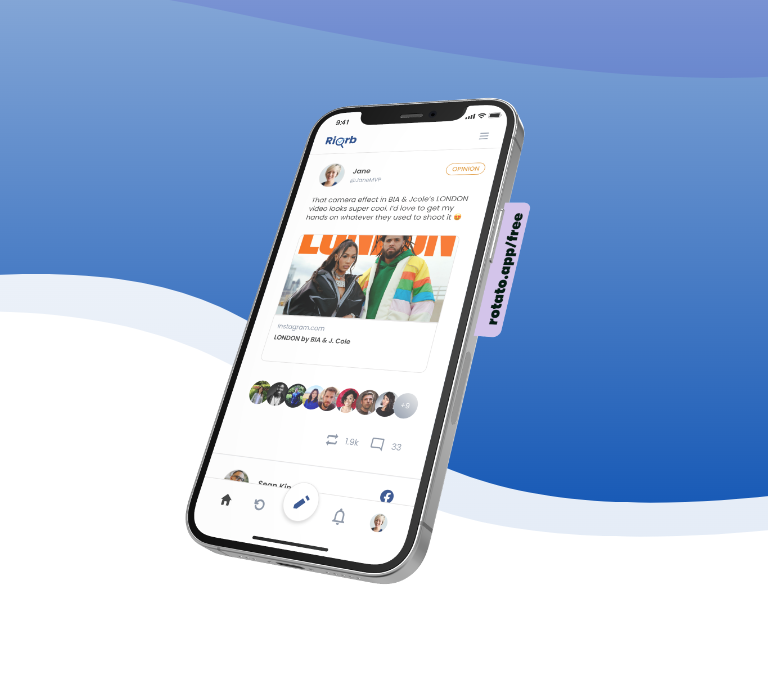 9:41
RiQrb
Jane
@JaneMVP
OPINION
That camera effect in BIA & Jcole's LONDON
video looks super cool. I'd love to get my
hands on whatever they used to shoot it
LONDON
instagram.com
LONDON by BIA & J. Cole
+6
1.9k
33
Sean Kin
rotato.app/free